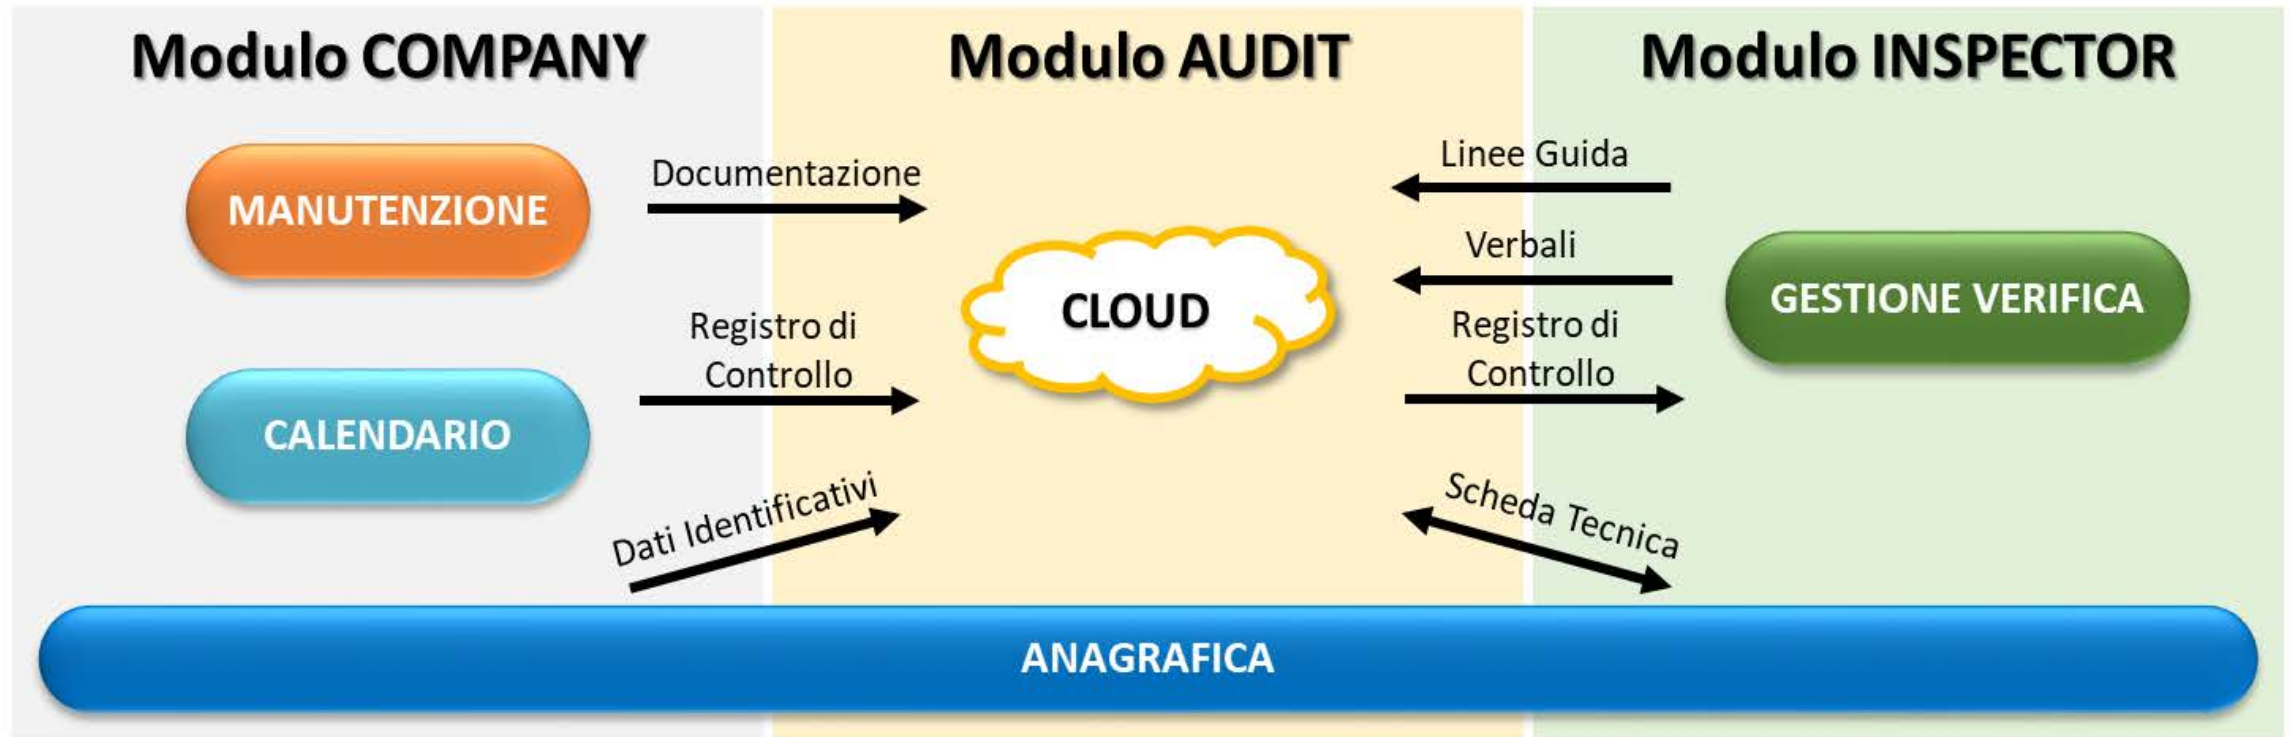 Modulo COMPANY
Modulo AUDIT
Modulo INSPECTOR
MANUTENZIONE
Documentazione
Linee Guida
Verbali
CLOUD
GESTIONE VERIFICA
Registro di
Controllo
Registro di
Controllo
CALENDARIO
Dati Identificativi
Scheda Tecnica
ANAGRAFICA